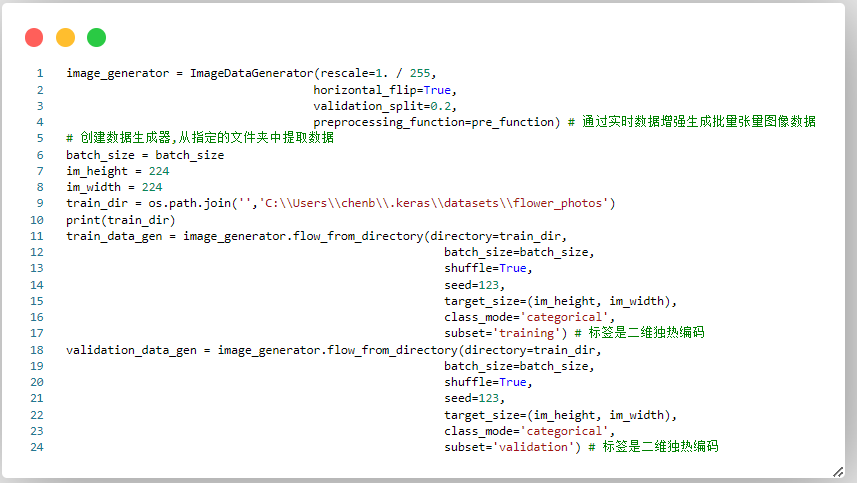 1 image_generator = ImageDataGenerator(rescale=1. / 255,
2 horizontal_flip=True,
3 validation_split=0.2,
4 preprocessing_function=pre_function) # 通过实时数据增强生成批量张量图像数据
5 # 创建数据生成器,从指定的文件夹中提取数据
6 batch_size = batch_size
7 im_height = 224
8 im_width = 224
9 train_dir = os.path.join('','C:\\Users\\chenb\\.keras\\datasets\\flower_photos')
10 print(train_dir)
11 train_data_gen = image_generator.flow_from_directory(directory=train_dir,
12 batch_size=batch_size,
13 shuffle=True,
14 seed=123,
15 target_size=(im_height, im_width),
16 class_mode='categorical',
17 subset='training') # 标签是二维独热编码
18 validation_data_gen = image_generator.flow_from_directory(directory=train_dir,
19 batch_size=batch_size,
20 shuffle=True,
21 seed=123,
22 target_size=(im_height, im_width),
23 class_mode='categorical',
24 subset='validation') # 标签是二维独热编码